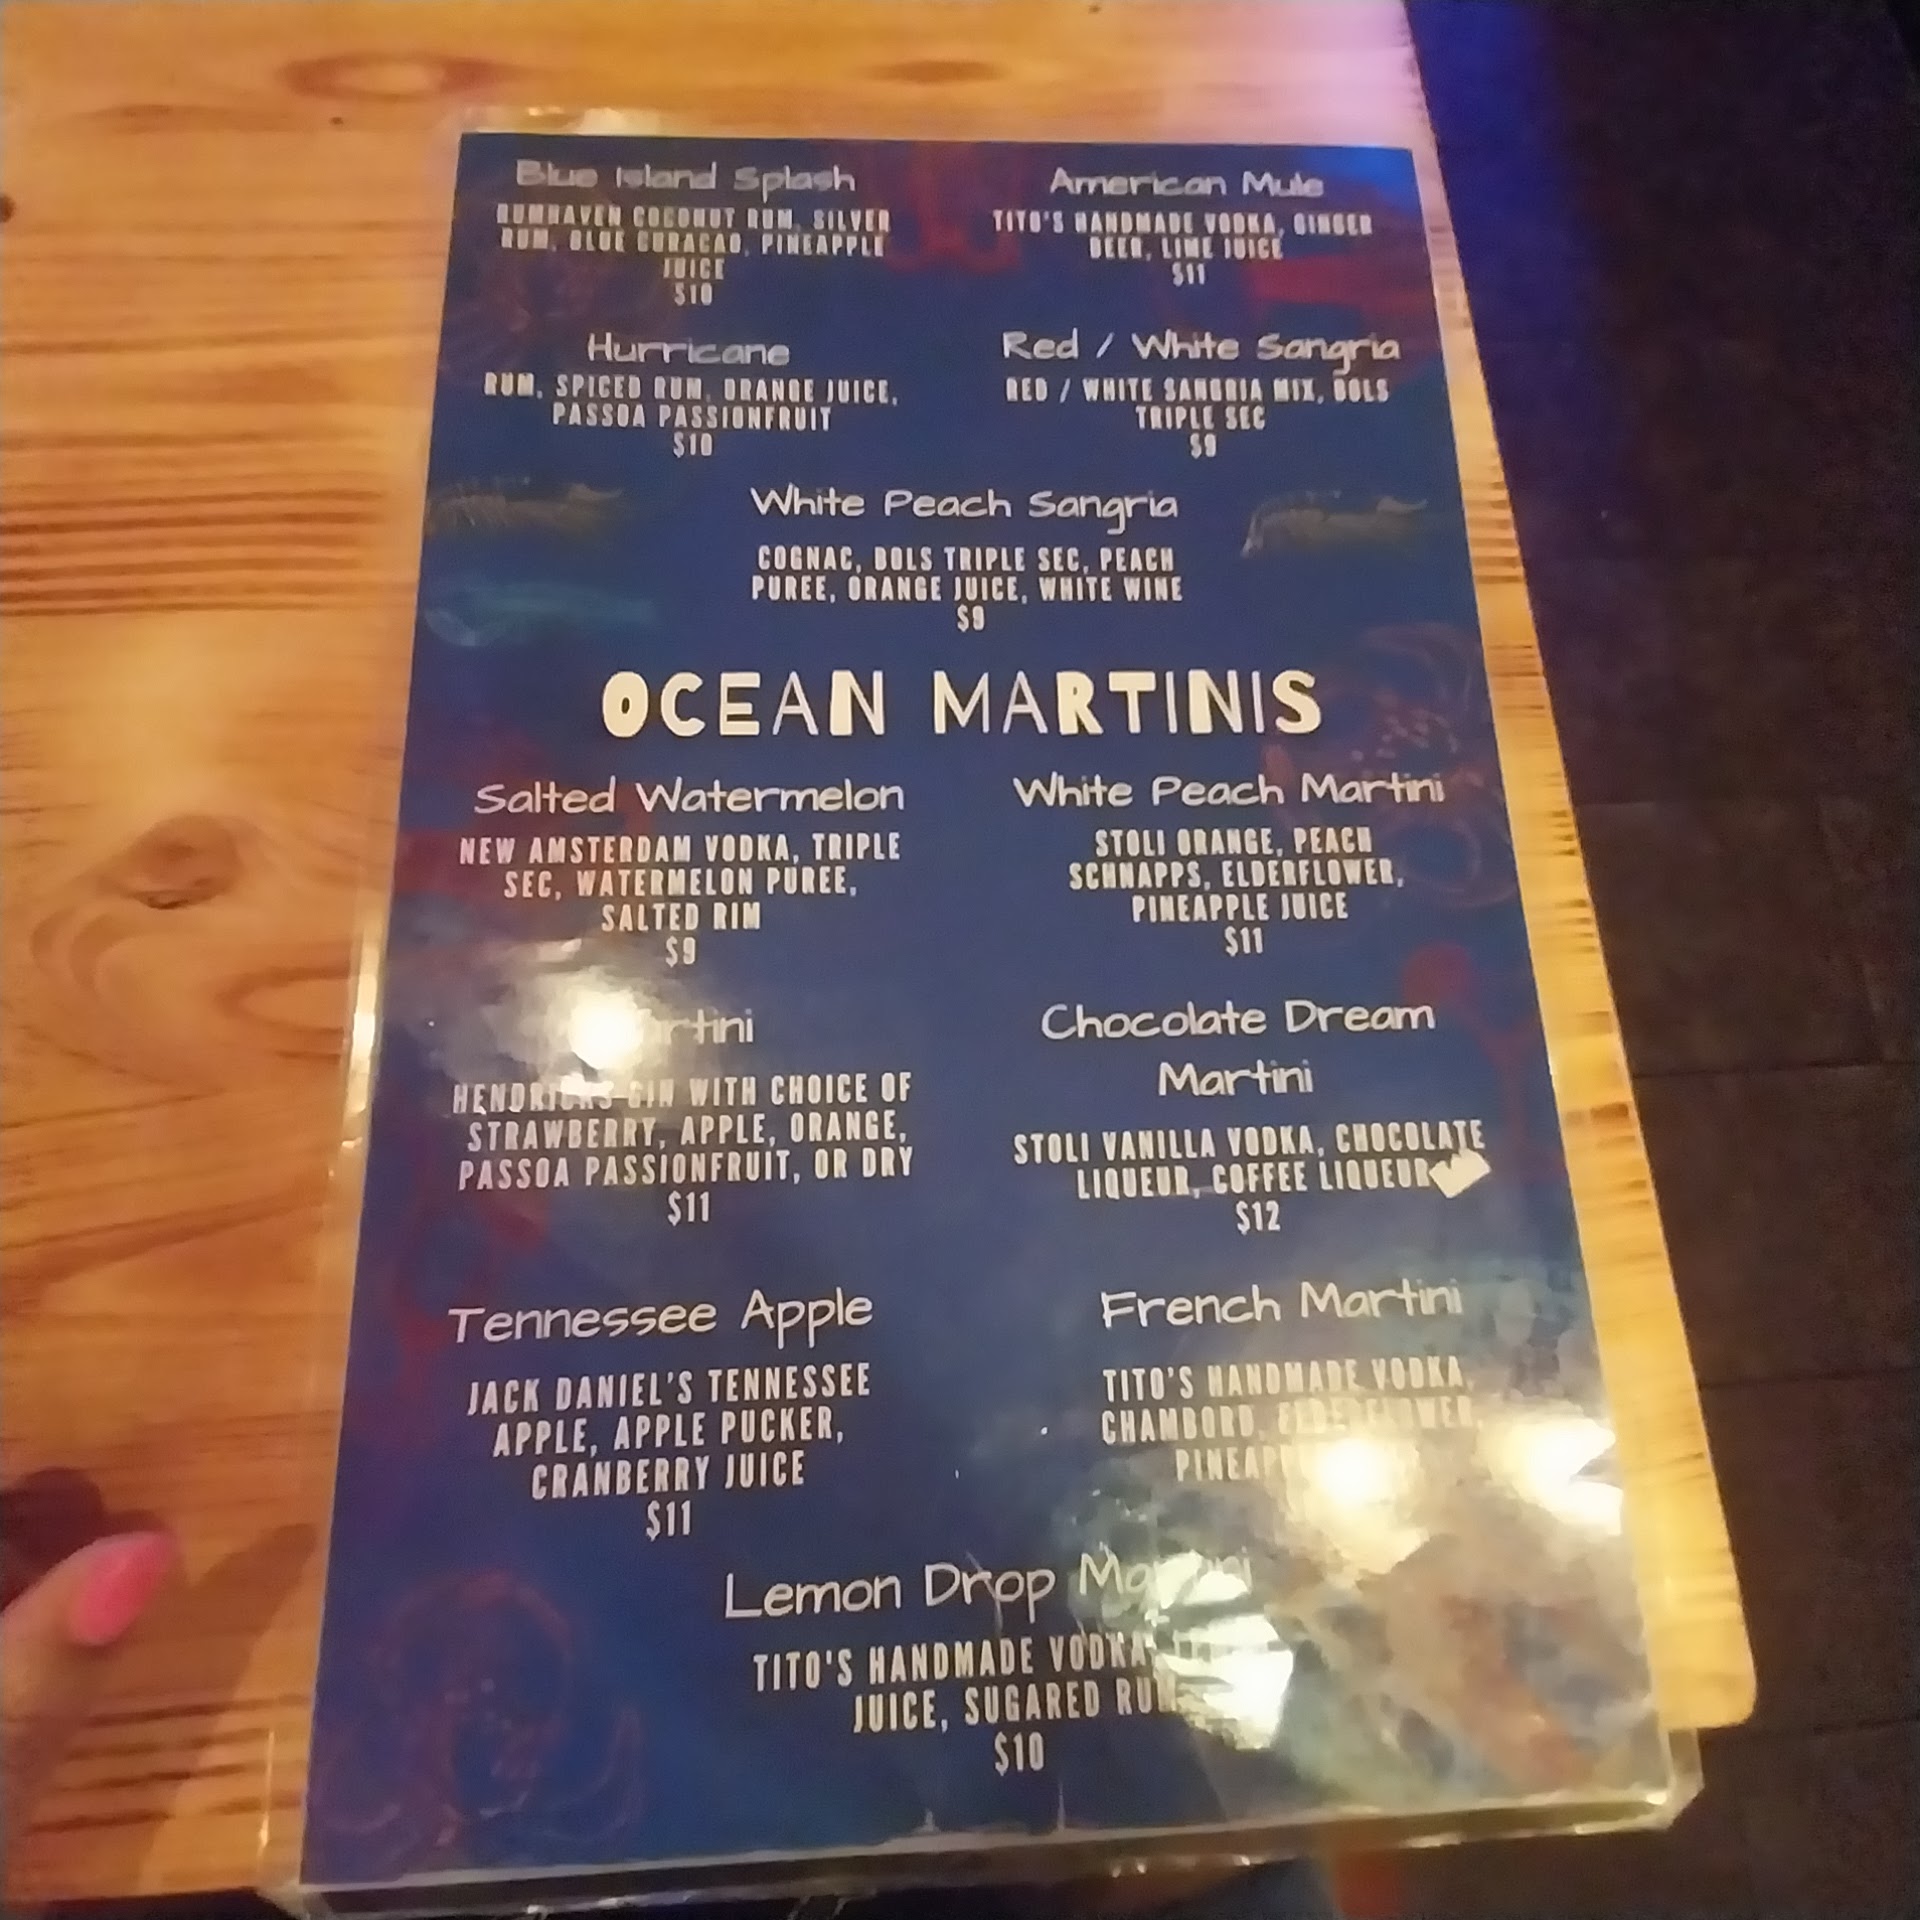 Blue Island Splash
RUMHAVEN COCONUT RUM, SILVER
RUM, BLUE CURACAO, PINEAPPLE
JUICE
$10
American Mule
TITO'S HANDMADE VODKA, GINGER
BEER, LIME JUICE
$11
Hurricane
RUM, SPICED RUM, ORANGE JUICE,
PASSOA PASSIONFRUIT
$10
Red / White Sangria
RED / WHITE SANGRIA MIX, BOLS
TRIPLE SEC
$9
White Peach Sangria
COGNAC, BOLS TRIPLE SEC, PEACH
PUREE, ORANGE JUICE, WHITE WINE
$9
OCEAN MARTINIS
Salted Watermelon
NEW AMSTERDAM VODKA, TRIPLE
SEC, WATERMELON PUREE,
SALTED RIM
$9
White Peach Martini
STOLI ORANGE, PEACH
SCHNAPPS, ELDERFLOWER,
PINEAPPLE JUICE
$11
HENDRICKS GIN WITH CHOICE OF
STRAWBERRY, APPLE, ORANGE,
PASSOA PASSIONFRUIT, OR DRY
$11
Chocolate Dream
Martini
STOLI VANILLA VODKA, CHOCOLATE
LIQUEUR, COFFEE LIQUEUR
$12
Tennessee Apple
JACK DANIEL'S TENNESSEE
APPLE, APPLE PUCKER,
CRANBERRY JUICE
$11
French Martini
TITO'S HANDMADE VODKA,
CHAMBORD, ELDERFLOWER,
Lemon Drop Martini
TITO'S HANDMADE VODKA,
JUICE, SUGARED
$10